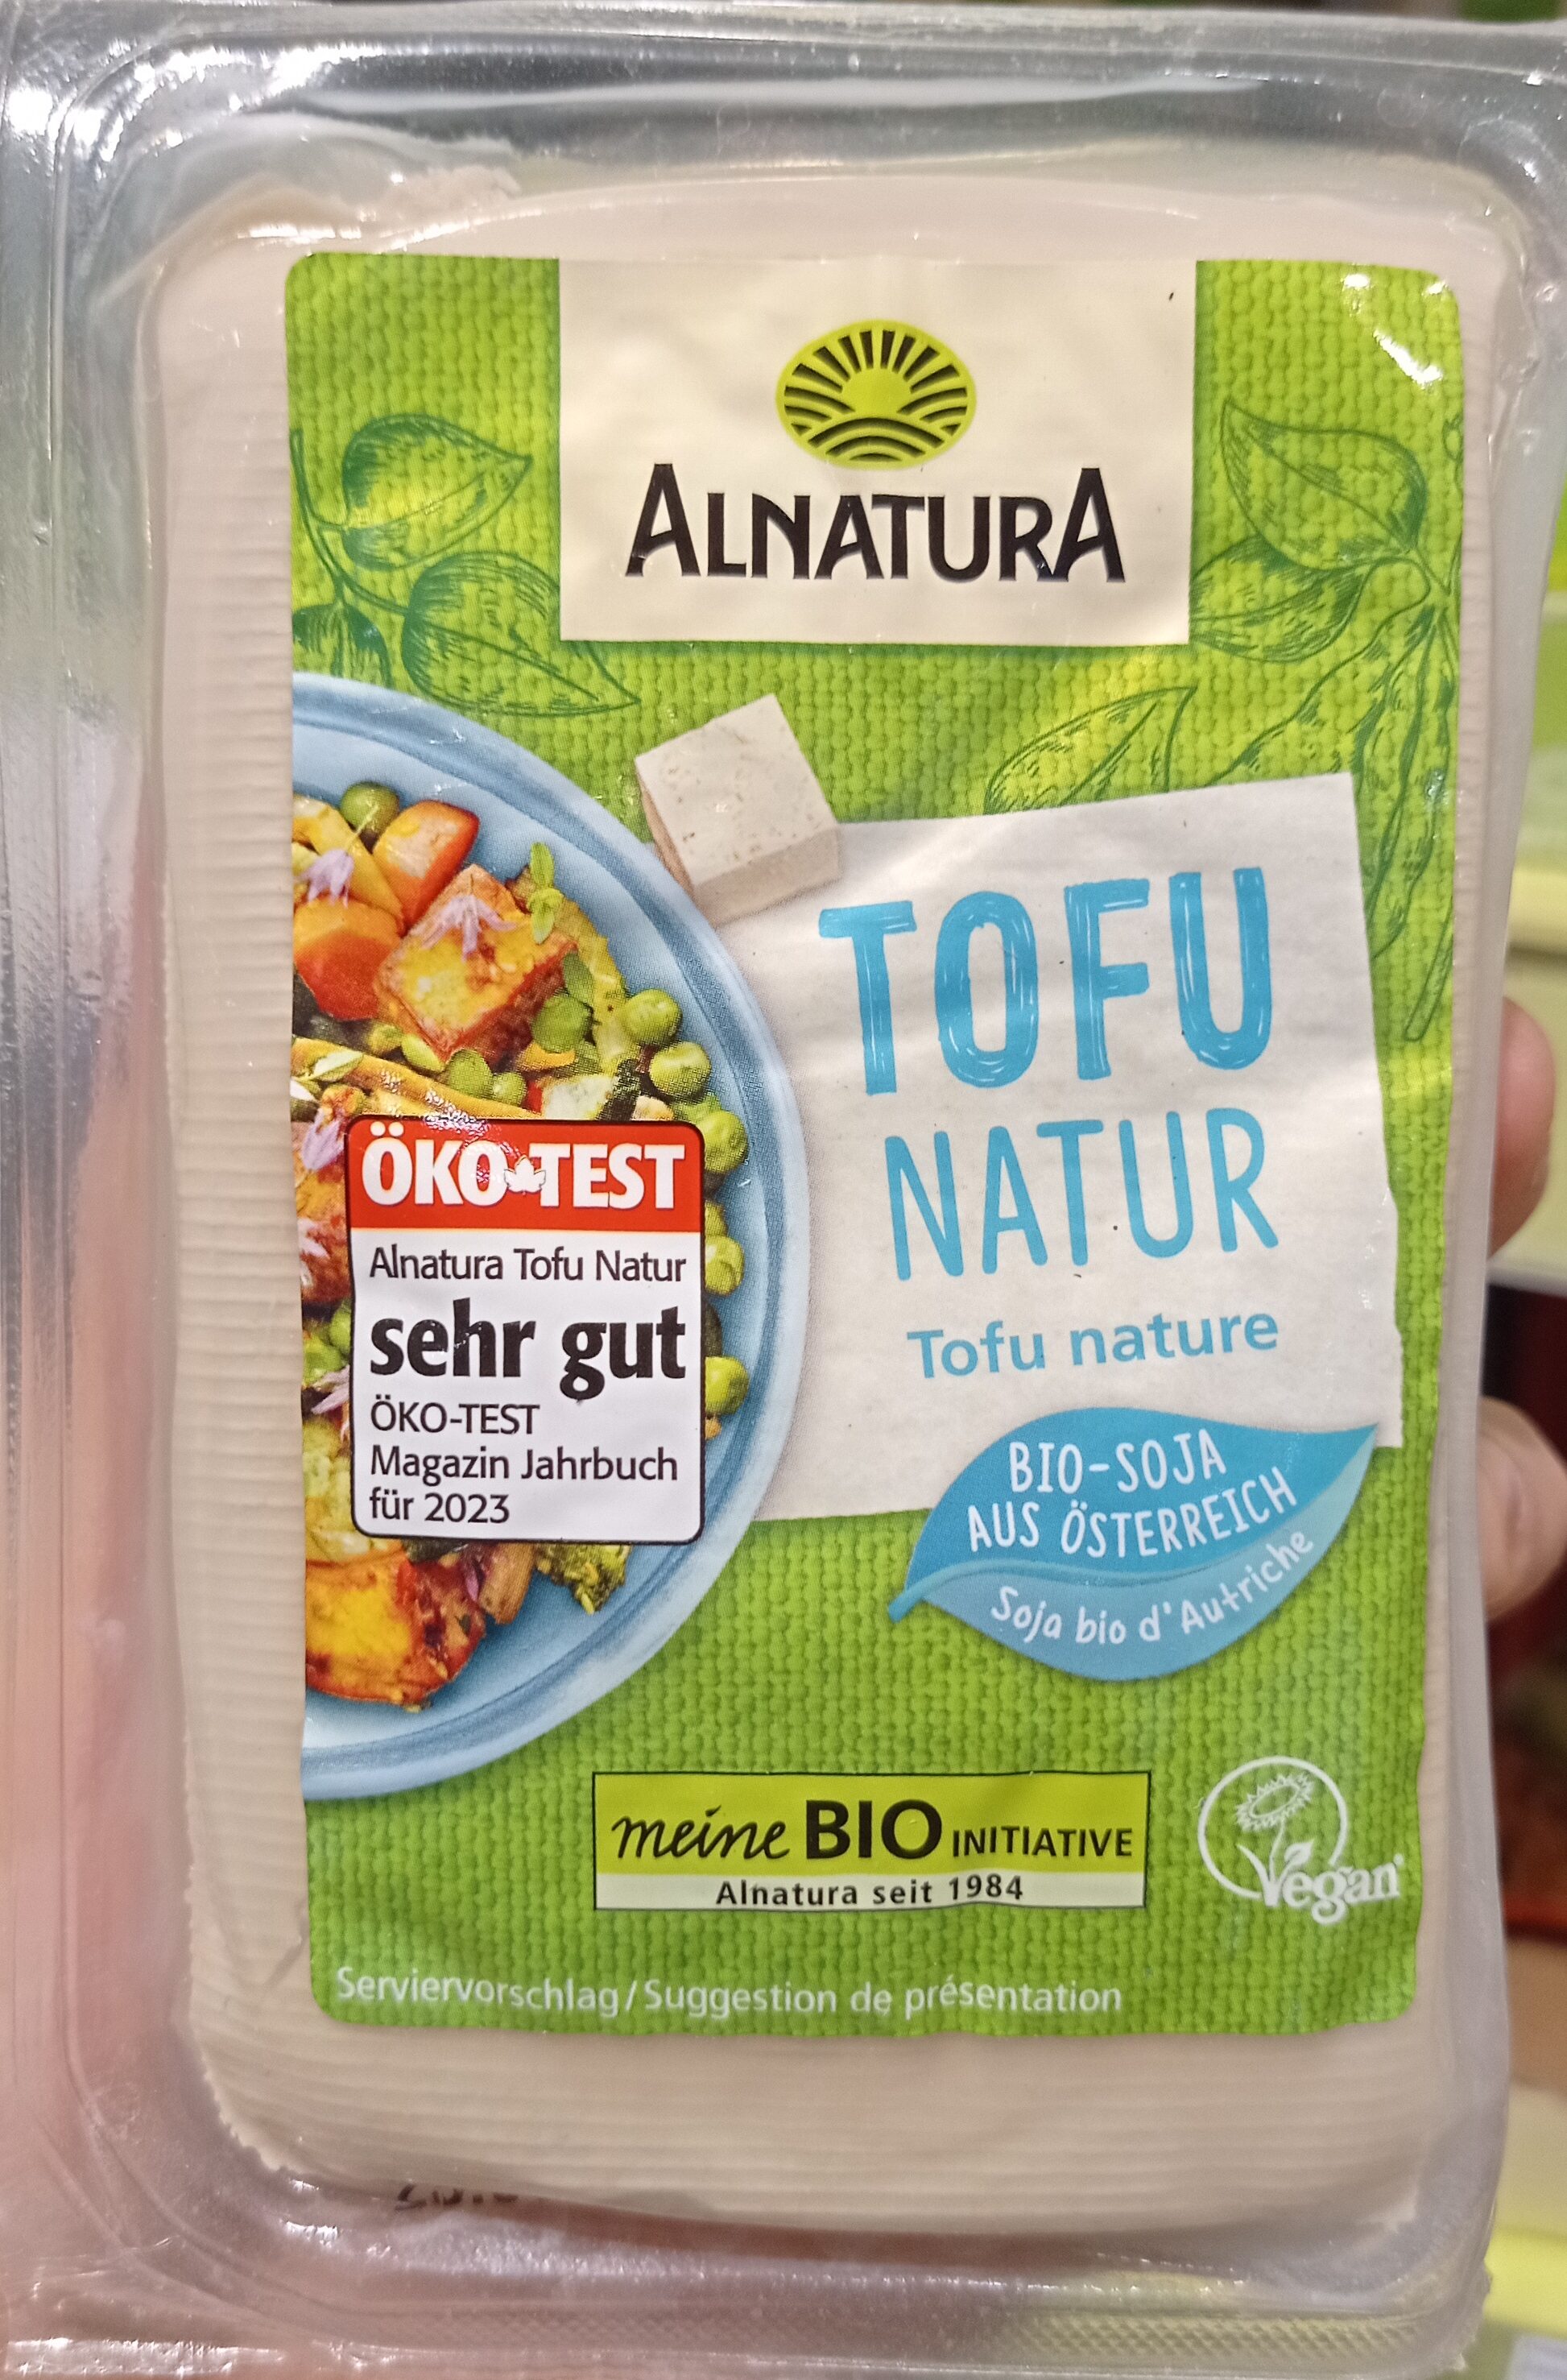 ALNATURA
TOFU
NATUR
Tofu nature
ÖKO-TEST
Alnatura Tofu Natur
sehr gut
ÖKO-TEST
Magazin Jahrbuch
für 2023
BIO-SOJA
AUS ÖSTERREICH
Soja bio d'Autriche
meine BIO INITIATIVE
Alnatura seit 1984
Vegan
Serviervorschlag/Suggestion de présentation